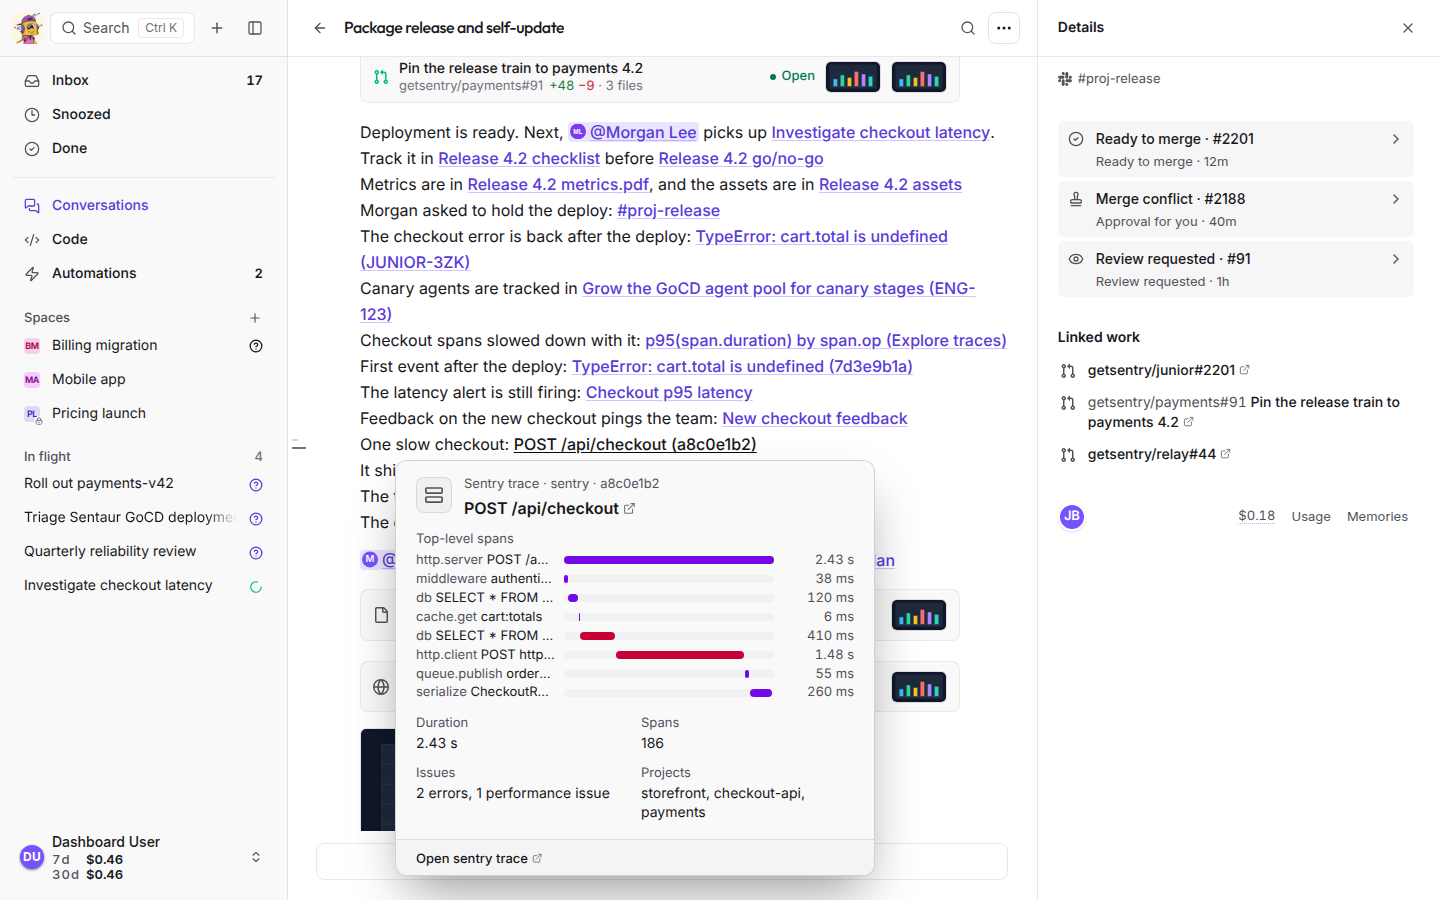 Search Ctrl K
Inbox 17
Snoozed
Done
Conversations
Code
Automations 2
Spaces
BM Billing migration
MA Mobile app
PL Pricing launch
In flight 4
Roll out payments-v42
Triage Sentaur GoCD deployme
Quarterly reliability review
Investigate checkout latency
DU Dashboard User
7d $0.46
30d $0.46
Package release and self-update
Pin the release train to payments 4.2
getsentry/payments#91 +48 −9 · 3 files
Open
Deployment is ready. Next, ML @Morgan Lee picks up Investigate checkout latency.
Track it in Release 4.2 checklist before Release 4.2 go/no-go
Metrics are in Release 4.2 metrics.pdf, and the assets are in Release 4.2 assets
Morgan asked to hold the deploy: #proj-release
The checkout error is back after the deploy: TypeError: cart.total is undefined
(JUNIOR-3ZK)
Canary agents are tracked in Grow the GoCD agent pool for canary stages (ENG-
123)
Checkout spans slowed down with it: p95(span.duration) by span.op (Explore traces)
First event after the deploy: TypeError: cart.total is undefined (7d3e9b1a)
The latency alert is still firing: Checkout p95 latency
Feedback on the new checkout pings the team: New checkout feedback
One slow checkout: POST /api/checkout (a8c0e1b2)
It shi
The
The
M @
Sentry trace · sentry · a8c0e1b2
POST /api/checkout
Top-level spans
http.server POST /a... 2.43 s
middleware authenti... 38 ms
db SELECT * FROM ... 120 ms
cache.get cart:totals 6 ms
db SELECT * FROM ... 410 ms
http.client POST http... 1.48 s
queue.publish order... 55 ms
serialize CheckoutR... 260 ms
Duration
2.43 s
Spans
186
Issues
2 errors, 1 performance issue
Projects
storefront, checkout-api,
payments
Open sentry trace
Details
#proj-release
Ready to merge · #2201
Ready to merge · 12m
Merge conflict · #2188
Approval for you · 40m
Review requested · #91
Review requested · 1h
Linked work
getsentry/junior#2201
getsentry/payments#91 Pin the release train to
payments 4.2
getsentry/relay#44
JB $0.18 Usage Memories